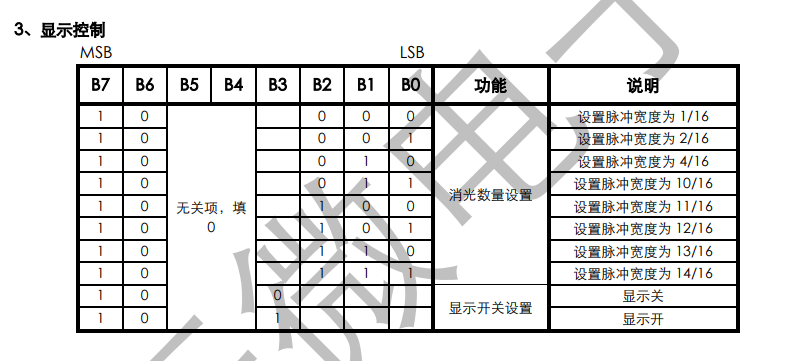 3、显示控制
MSB LSB
B7 B6 B5 B4 B3 B2 B1 B0 功能 说明
1 0 0 0 0 设置脉冲宽度为 1/16
1 0 0 0 1 设置脉冲宽度为 2/16
1 0 0 1 0 设置脉冲宽度为 4/16
1 0 0 1 1 设置脉冲宽度为 10/16
1 0 无关项，填 1 0 0 消光数量设置 设置脉冲宽度为 11/16
1 0 0 1 0 1 设置脉冲宽度为 12/16
1 0 1 1 0 设置脉冲宽度为 13/16
1 0 1 1 1 设置脉冲宽度为 14/16
1 0 0 显示开关设置 显示关
1 0 1 显示开
微电